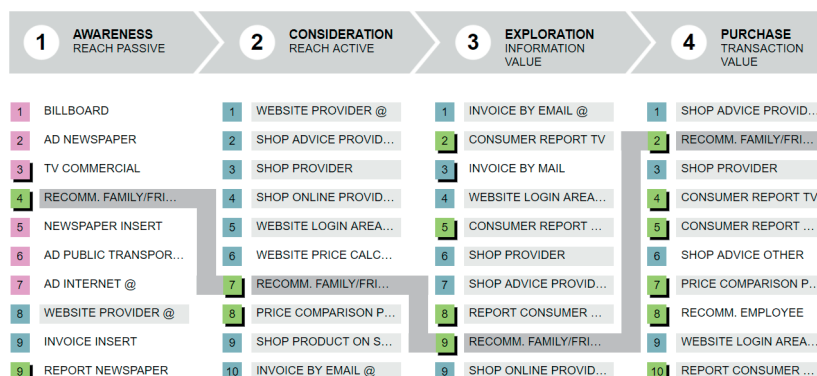 1 AWARENESS
REACH PASSIVE
2 CONSIDERATION
REACH ACTIVE
3 EXPLORATION
INFORMATION
VALUE
4 PURCHASE
TRANSACTION
VALUE
1 BILLBOARD
2 AD NEWSPAPER
3 TV COMMERCIAL
4 RECOMM. FAMILY/FRI...
5 NEWSPAPER INSERT
6 AD PUBLIC TRANSPOR...
7 AD INTERNET @
8 WEBSITE PROVIDER @
9 INVOICE INSERT
9 REPORT NEWSPAPER
1 WEBSITE PROVIDER @
2 SHOP ADVICE PROVID...
3 SHOP PROVIDER
4 SHOP ONLINE PROVID...
5 WEBSITE LOGIN AREA...
6 WEBSITE PRICE CALC...
7 RECOMM. FAMILY/FRI...
8 PRICE COMPARISON P...
9 SHOP PRODUCT ON S...
10 INVOICE BY EMAIL @
1 INVOICE BY EMAIL @
2 CONSUMER REPORT TV
3 INVOICE BY MAIL
4 WEBSITE LOGIN AREA...
5 CONSUMER REPORT ...
6 SHOP PROVIDER
7 SHOP ADVICE PROVID...
8 REPORT CONSUMER ...
9 RECOMM. FAMILY/FRI...
9 SHOP ONLINE PROVID...
1 SHOP ADVICE PROVID...
2 RECOMM. FAMILY/FRI...
3 SHOP PROVIDER
4 CONSUMER REPORT TV
5 CONSUMER REPORT ...
6 SHOP ADVICE OTHER
7 PRICE COMPARISON P...
8 RECOMM. EMPLOYEE
9 WEBSITE LOGIN AREA...
10 REPORT CONSUMER ...